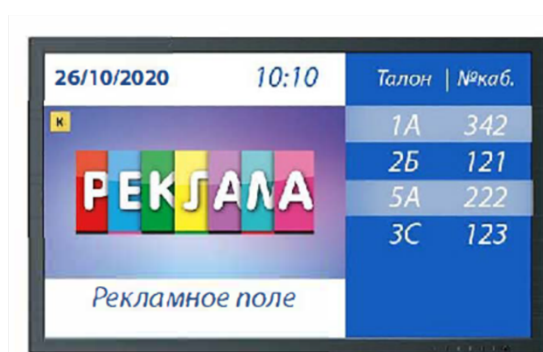 26/10/2020 10:10
К
РЕКЛАМА
Рекламное поле
Талон | №каб.
1А 342
2Б 121
5А 222
3С 123